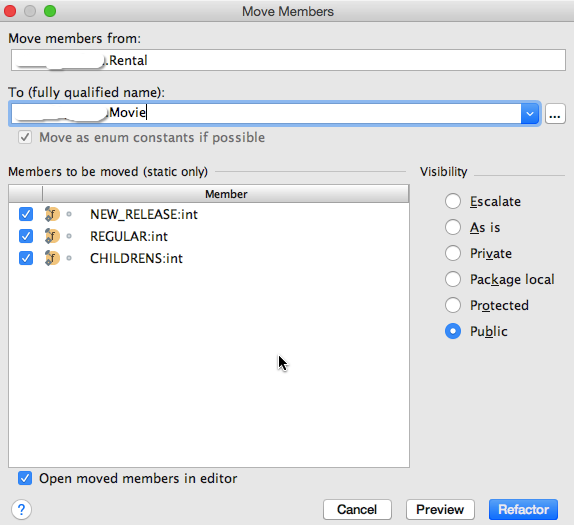 Move Members
Move members from:
.Rental
To (fully qualified name):
.Movie
...
Move as enum constants if possible
Members to be moved (static only)
Visibility
Member
NEW_RELEASE:int
REGULAR:int
CHILDRENS:int
Escalate
As is
Private
Package local
Protected
Public
Open moved members in editor
?
Cancel
Preview
Refactor